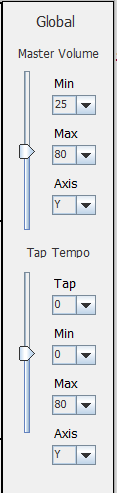 Global
Master Volume
Min
25
Max
80
Axis
Y
Tap Tempo
Tap
0
Min
0
Max
80
Axis
Y